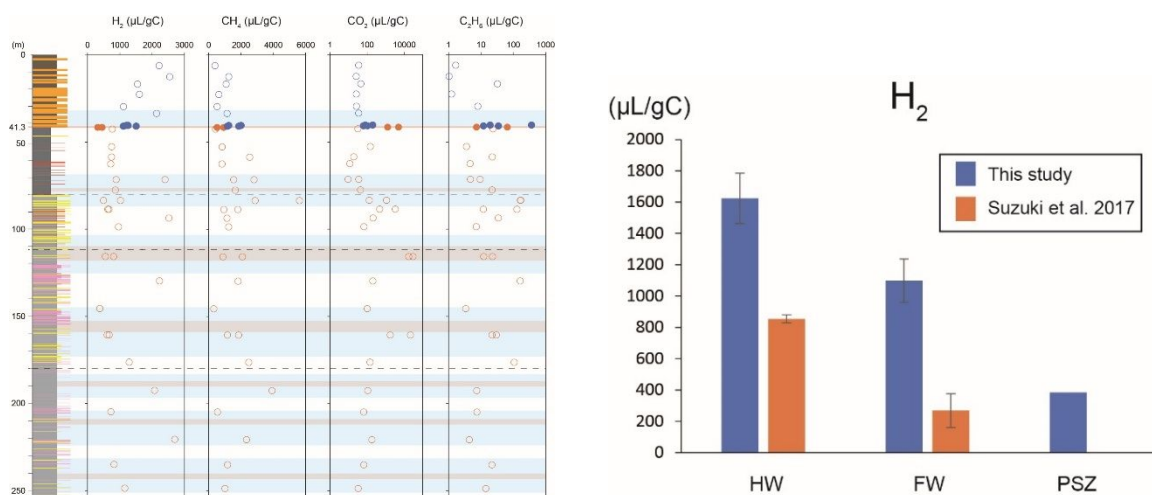 H₂ (μL/gC) CH₄ (μL/gC) CO₂ (μL/gC) C₂H₆ (μL/gC)
(m) 0 1000 2000 3000 0 2000 4000 6000 1 100 10000 1 10 100 1000
0
41.3
50
100
150
200
250
H₂
(μL/gC)
2000
1800
1600
1400
1200
1000
800
600
400
200
0
This study
Suzuki et al. 2017
HW FW PSZ